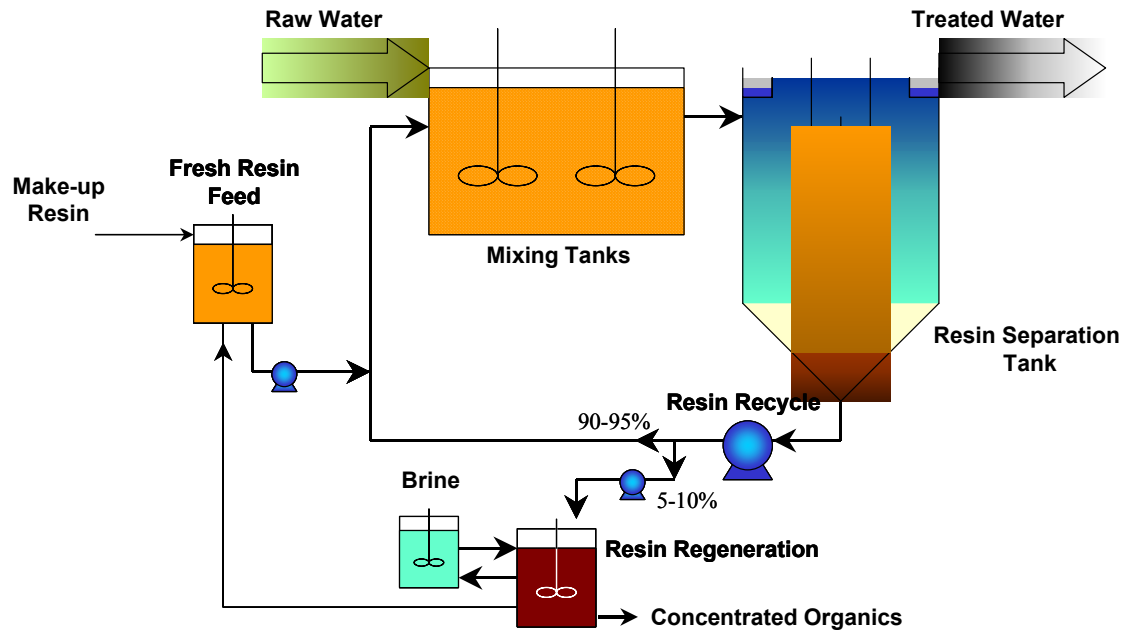 Raw Water
Treated Water
Fresh Resin
Feed
Make-up
Resin
Mixing Tanks
Resin Separation
Tank
Resin Recycle
90-95%
5-10%
Brine
Resin Regeneration
Concentrated Organics